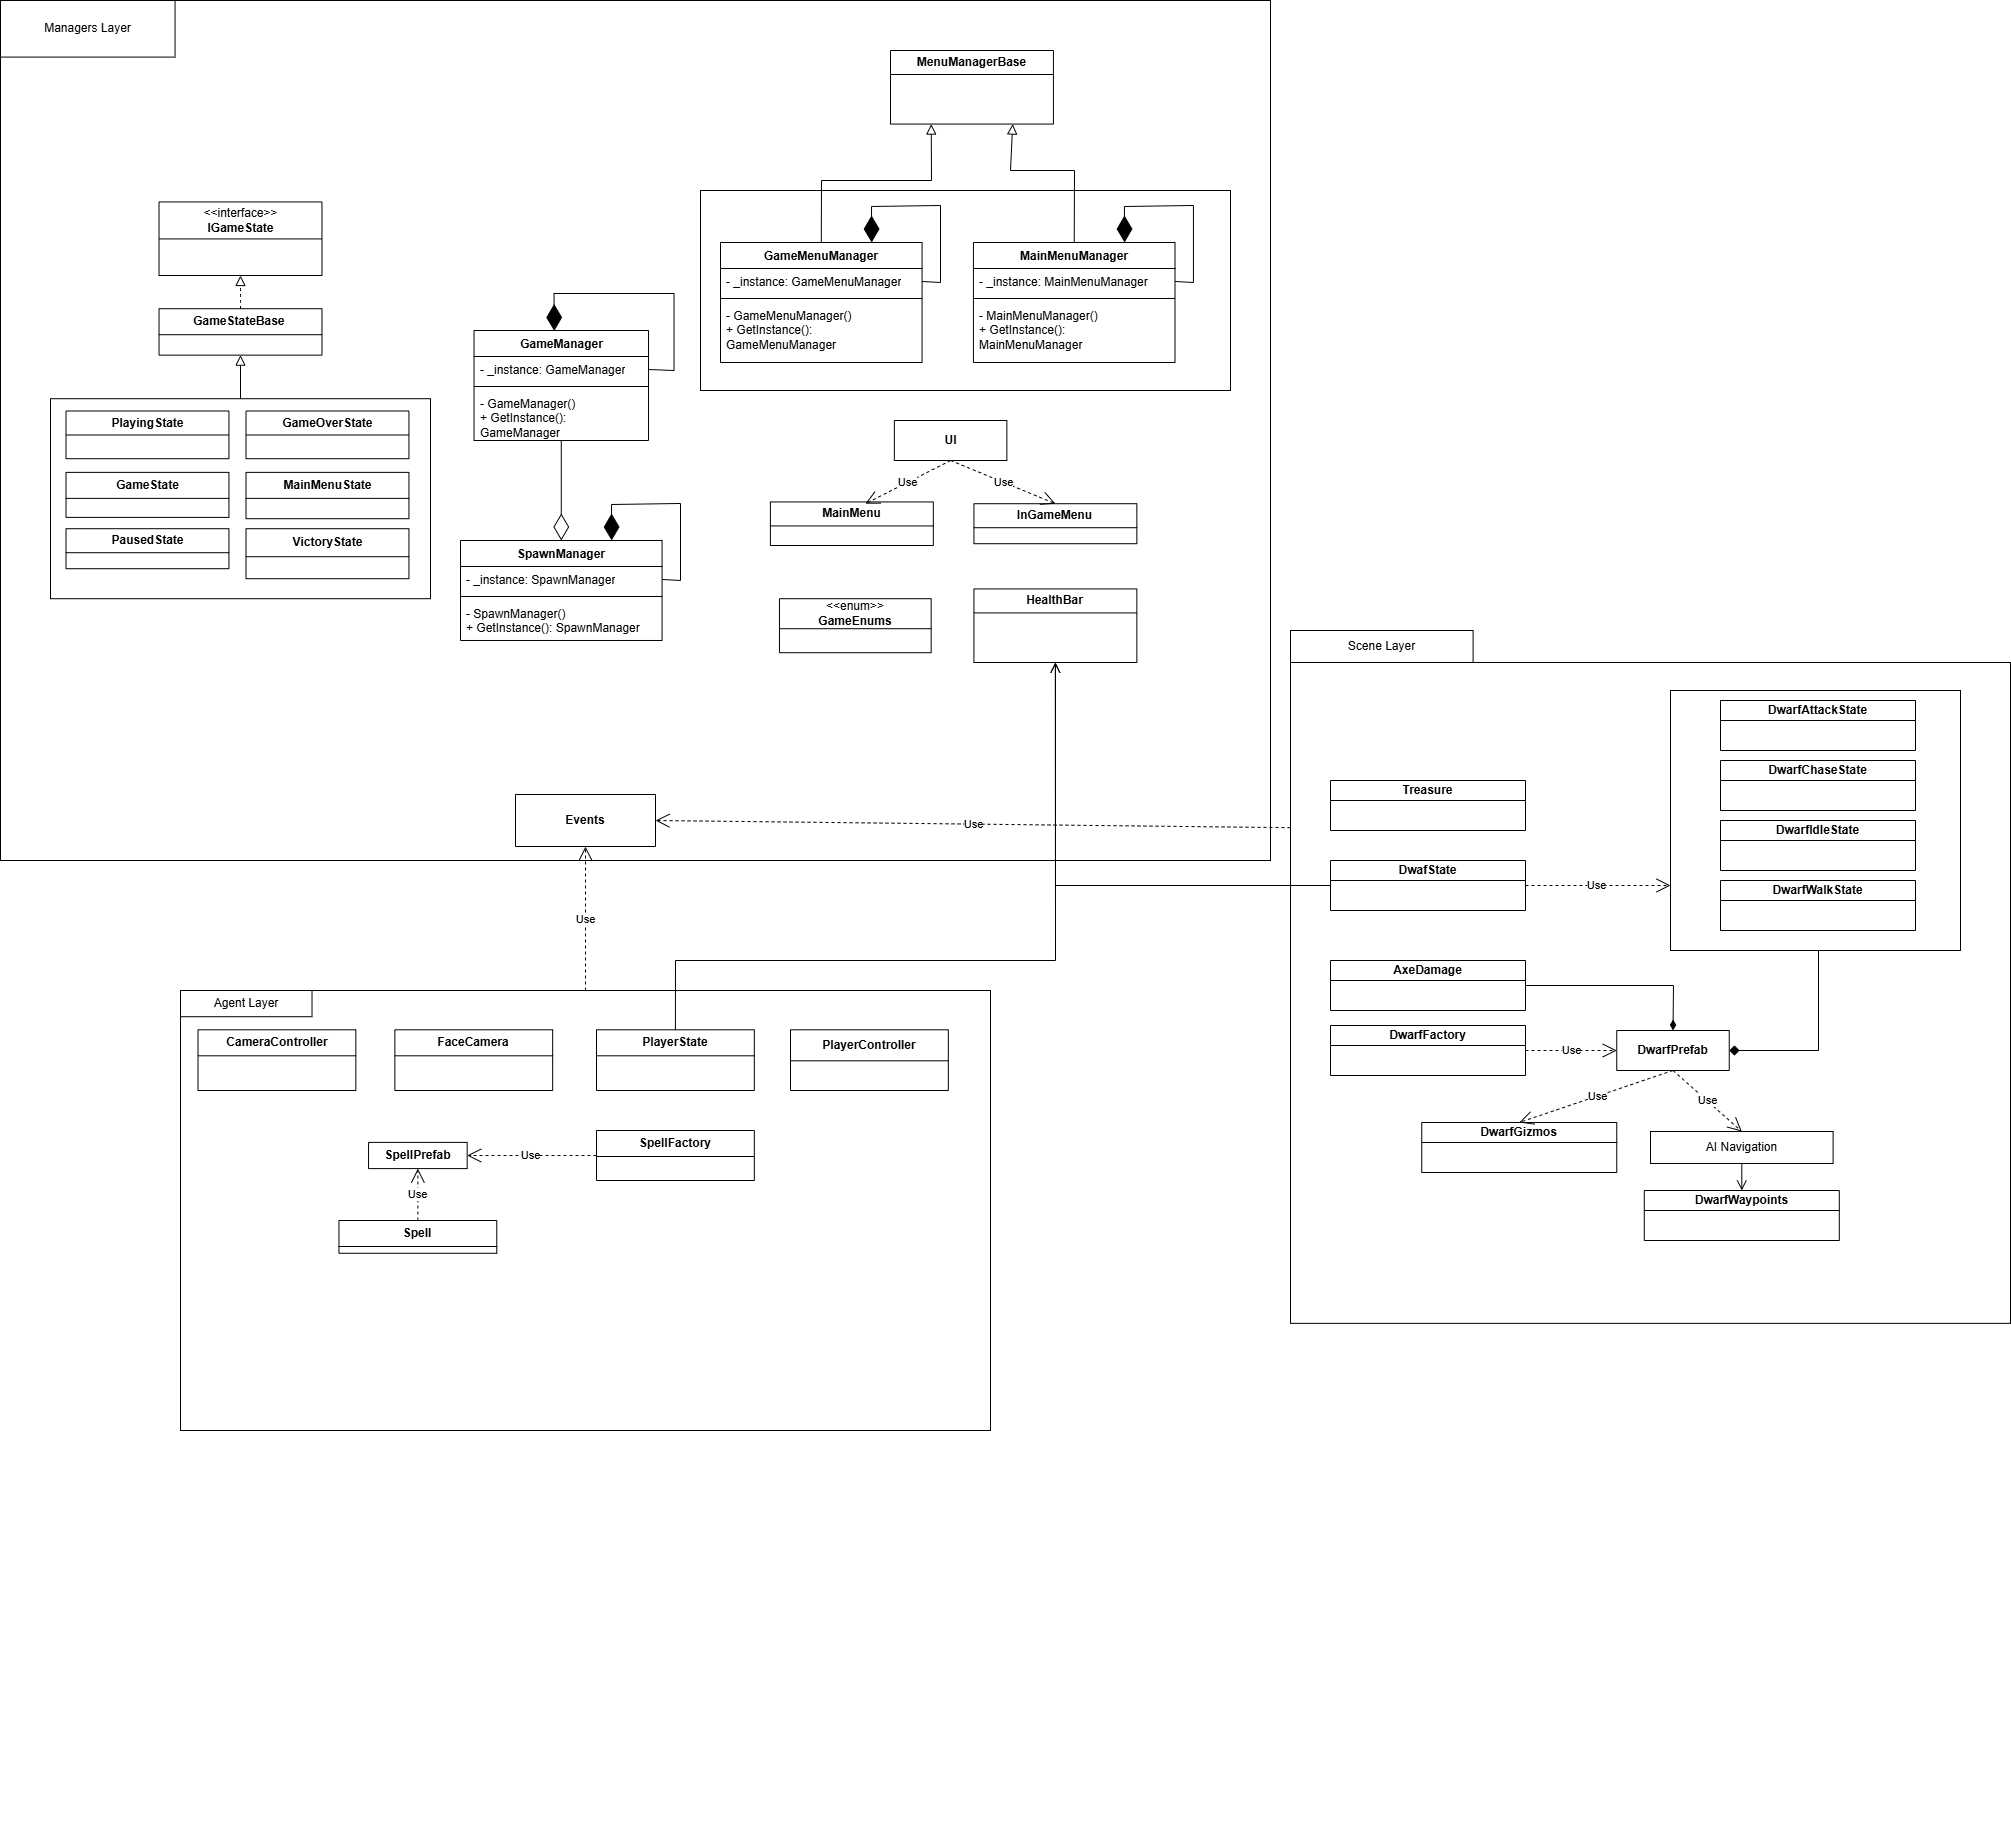 Managers Layer
MenuManagerBase
<<interface>>
IGameState
GameStateBase
PlayingState
GameOverState
GameState
MainMenuState
PausedState
VictoryState
GameManager
- _instance: GameManager
- GameManager()
+ GetInstance():
GameManager
SpawnManager
- _instance: SpawnManager
- SpawnManager()
+ GetInstance(): SpawnManager
GameMenuManager
- _instance: GameMenuManager
- GameMenuManager()
+ GetInstance():
GameMenuManager
MainMenuManager
- _instance: MainMenuManager
- MainMenuManager()
+ GetInstance():
MainMenuManager
UI
Use
Use
MainMenu
InGameMenu
<<enum>>
GameEnums
HealthBar
Events
Use
Use
Scene Layer
DwarfAttackState
DwarfChaseState
DwarfIdleState
DwarfWalkState
Treasure
DwafState
Use
AxeDamage
DwarfFactory
Use
DwarfPrefab
Use
Use
DwarfGizmos
AI Navigation
DwarfWaypoints
Agent Layer
CameraController
FaceCamera
PlayerState
PlayerController
SpellPrefab
Use
SpellFactory
Use
Spell